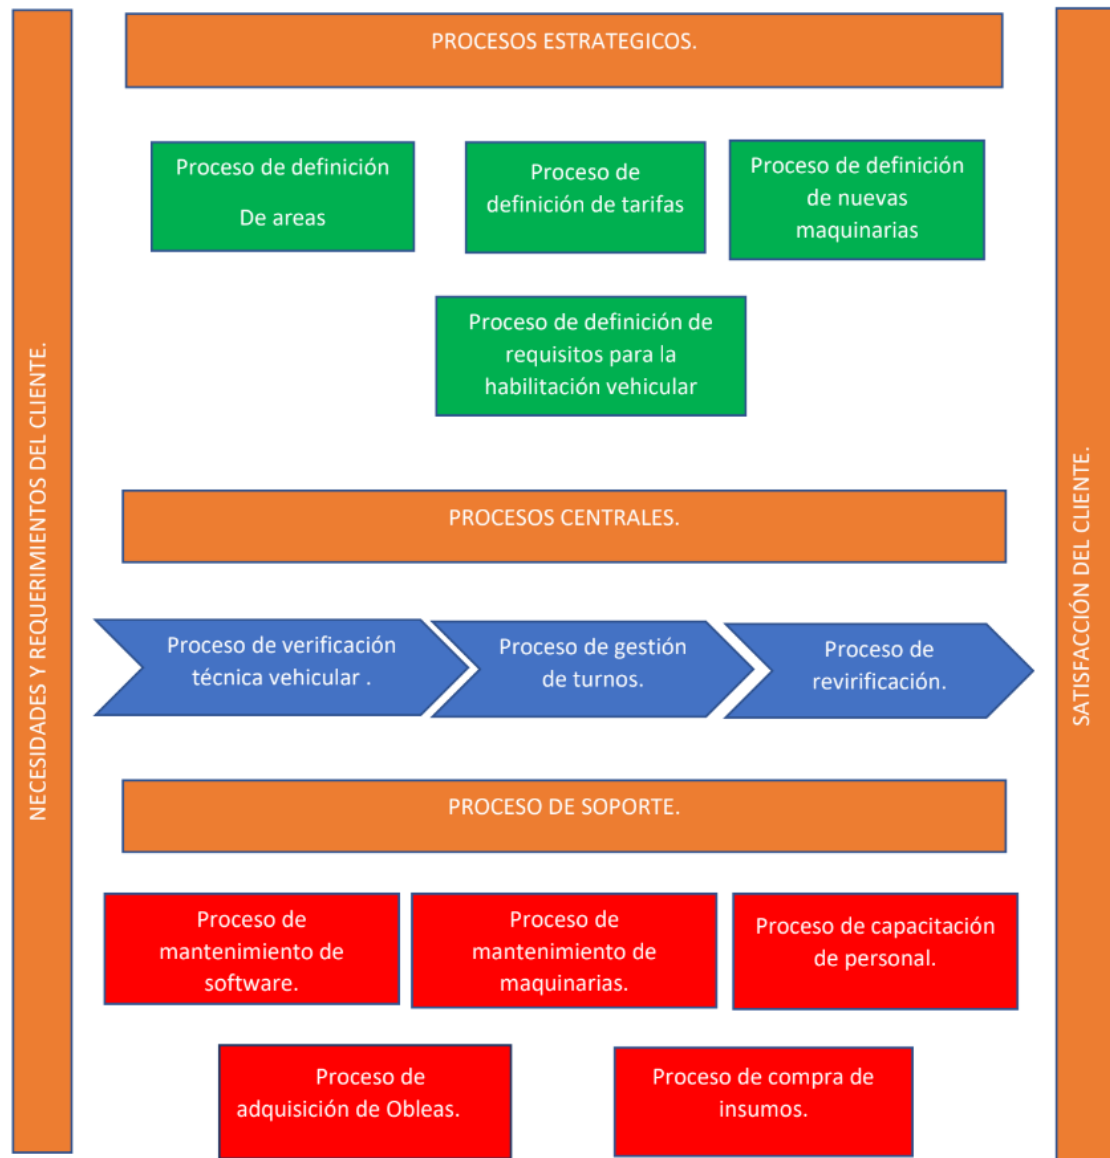 PROCESOS ESTRATEGICOS.
Proceso de definición
De areas
Proceso de
definición de tarifas
Proceso de definición
de nuevas
maquinarias
Proceso de definición de
requisitos para la
habilitación vehicular
NECESIDADES Y REQUERIMIENTOS DEL CLIENTE.
SATISFACCIÓN DEL CLIENTE.
PROCESOS CENTRALES.
Proceso de verificación
técnica vehicular .
Proceso de gestión
de turnos.
Proceso de
revirificación.
PROCESO DE SOPORTE.
Proceso de
mantenimiento de
software.
Proceso de
mantenimiento de
maquinarias.
Proceso de capacitación
de personal.
Proceso de
adquisición de Obleas.
Proceso de compra de
insumos.